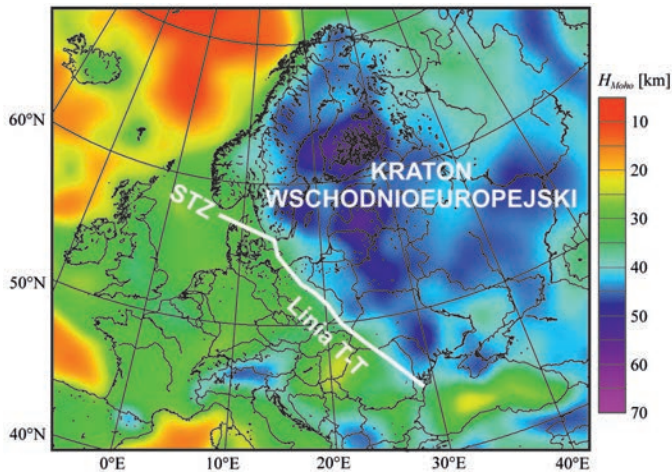 H_Moho [km]
10
20
30
40
50
60
70
60°N
50°N
40°N
0°E
10°E
20°E
30°E
40°E
KRATON
WSCHODNIOEUROPEJSKI
STZ
Linia T-T